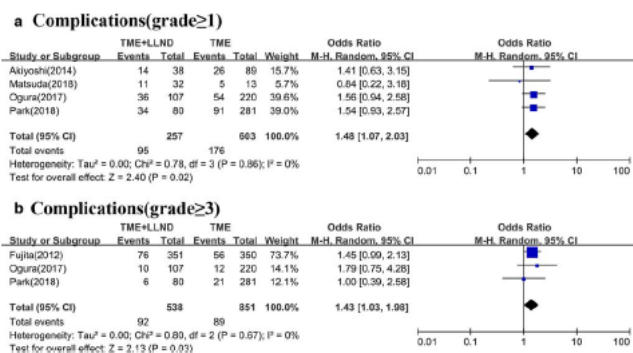 a Complications(grade≥1)
TME+LLND TME Odds Ratio Odds Ratio
Study or Subgroup Events Total Events Total Weight M-H. Random. 95% CI M-H. Random. 95% CI
Akiyoshi(2014) 14 38 26 89 15.7% 1.41 [0.63, 3.15]
Matsuda(2018) 11 32 5 13 5.7% 0.84 [0.22, 3.18]
Ogura(2017) 36 107 54 220 39.6% 1.56 [0.94, 2.58]
Park(2018) 34 80 91 281 39.0% 1.54 [0.93, 2.57]
Total (95% CI) 257 603 100.0% 1.48 [1.07, 2.03]
Total events 95 176
Heterogeneity: Tau² = 0.00; Chi² = 0.78, df = 3 (P = 0.86); I² = 0%
Test for overall effect: Z = 2.40 (P = 0.02)
0.01 0.1 1 10 100
b Complications(grade≥3)
TME+LLND TME Odds Ratio Odds Ratio
Study or Subgroup Events Total Events Total Weight M-H. Random. 95% CI M-H. Random. 95% CI
Fujita(2012) 76 351 56 350 73.7% 1.45 [0.99, 2.13]
Ogura(2017) 10 107 12 220 14.1% 1.79 [0.75, 4.28]
Park(2018) 6 80 21 281 12.1% 1.00 [0.39, 2.58]
Total (95% CI) 538 851 100.0% 1.43 [1.03, 1.98]
Total events 92 89
Heterogeneity: Tau² = 0.00; Chi² = 0.80, df = 2 (P = 0.67); I² = 0%
Test for overall effect: Z = 2.13 (P = 0.03)
0.01 0.1 1 10 100